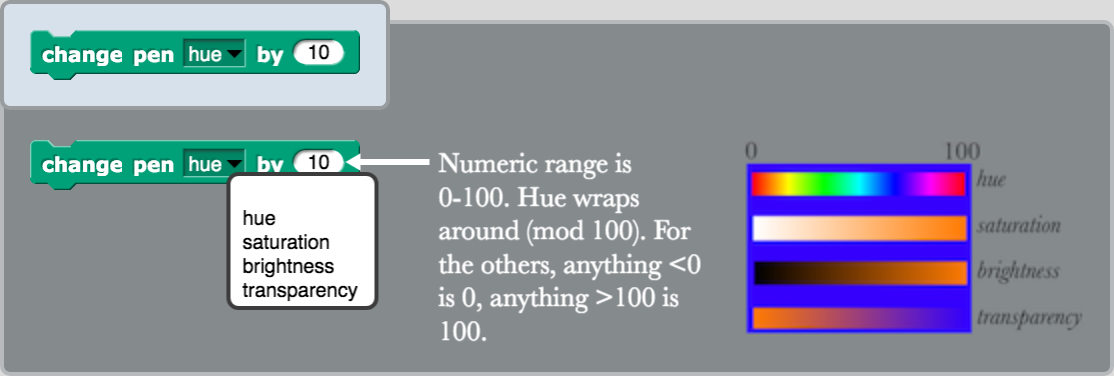 change pen hue by 10
change pen hue by 10
hue
saturation
brightness
transparency
Numeric range is
0-100. Hue wraps
around (mod 100). For
the others, anything <0
is 0, anything >100 is
100.
0 100
hue
saturation
brightness
transparency